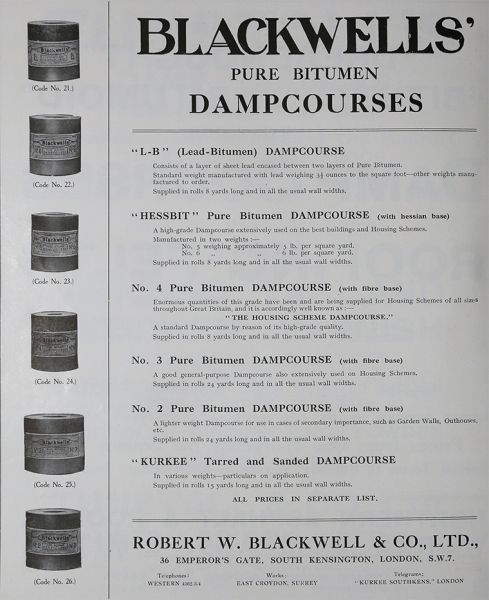 BLACKWELLS'
PURE BITUMEN
DAMPCOURSES
"L-B" (Lead-Bitumen) DAMPCOURSE
Consists of a layer of sheet lead encased between two layers of Pure Bitumen.
Standard weight manufactured with lead weighing 3½ ounces to the square foot—other weights manu-
factured to order.
Supplied in rolls 8 yards long and in all the usual wall widths.
"HESSBIT" Pure Bitumen DAMPCOURSE (with hessian base)
A high-grade Dampcourse extensively used on the best buildings and Housing Schemes.
Manufactured in two weights :—
No. 5 weighing approximately 5 lb. per square yard.
No. 6 ,, ,, 6 lb. per square yard.
Supplied in rolls 8 yards long and in all the usual wall widths.
No. 4 Pure Bitumen DAMPCOURSE (with fibre base)
Enormous quantities of this grade have been and are being supplied for Housing Schemes of all sizes
throughout Great Britain, and it is accordingly well known as :—
"THE HOUSING SCHEME DAMPCOURSE."
A standard Dampcourse by reason of its high-grade quality.
Supplied in rolls 8 yards long and in all the usual wall widths.
No. 3 Pure Bitumen DAMPCOURSE (with fibre base)
A good general-purpose Dampcourse also extensively used on Housing Schemes.
Supplied in rolls 24 yards long and in all the usual wall widths.
No. 2 Pure Bitumen DAMPCOURSE (with fibre base)
A lighter weight Dampcourse for use in cases of secondary importance, such as Garden Walls, Outhouses,
etc.
Supplied in rolls 24 yards long and in all the usual wall widths.
"KURKEE" Tarred and Sanded DAMPCOURSE
In various weights—particulars on application.
Supplied in rolls 15 yards long and in all the usual wall widths.
ALL PRICES IN SEPARATE LIST.
ROBERT W. BLACKWELL & CO., LTD.,
36 EMPEROR'S GATE, SOUTH KENSINGTON, LONDON, S.W.7.
Telephones:
WESTERN
Works:
EAST CROYDON, SURREY
Telegrams:
"KURKEE SOUTHKENS," LONDON
Blackwells'
(Code No. 21.)
Blackwells'
(Code No. 22.)
Blackwells'
(Code No. 23.)
Blackwells'
(Code No. 24.)
Blackwells'
(Code No. 25.)
Blackwells'
(Code No. 26.)